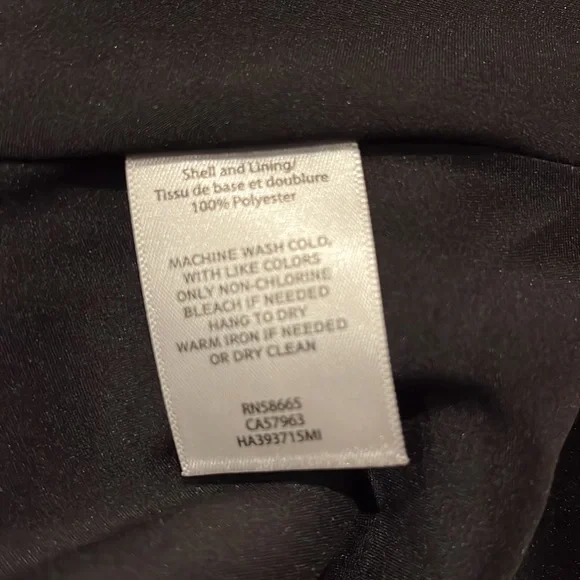 Shell and Lining/
Tissu de base et doublure
100% Polyester
MACHINE WASH COLD,
WITH LIKE COLORS
ONLY NON-CHLORINE
BLEACH IF NEEDED
HANG TO DRY
WARM IRON IF NEEDED
OR DRY CLEAN
RN58665
CA57963
HA393715MI